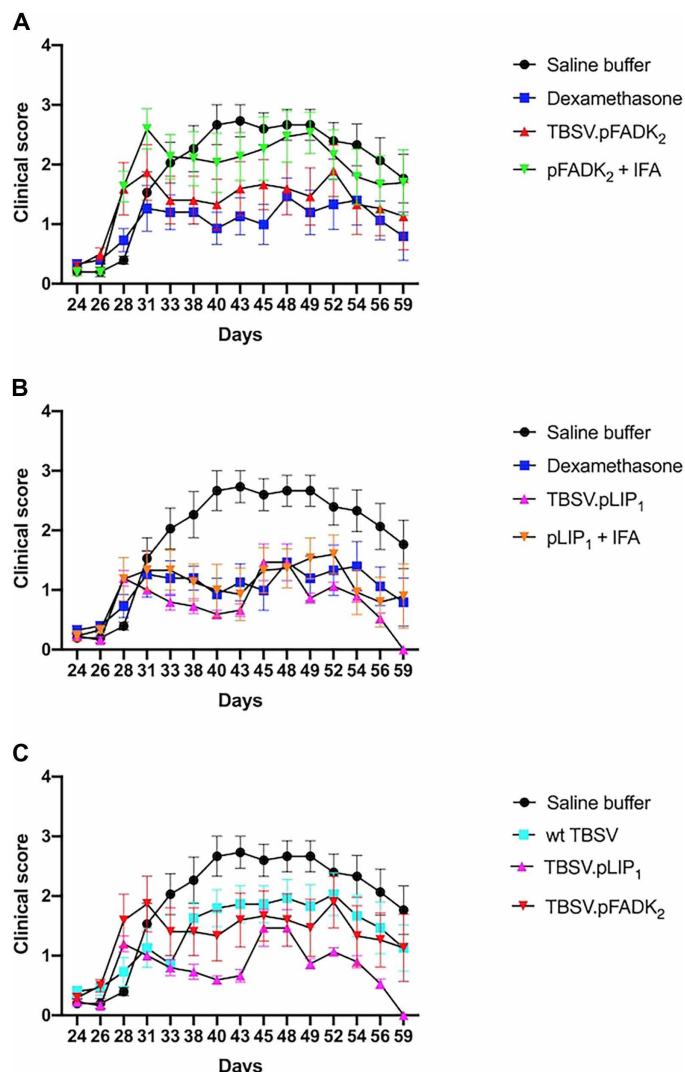 A
Clinical score
4
3
2
1
0
24 26 28 31 33 38 40 43 45 48 49 52 54 56 59
Days
Saline buffer
Dexamethasone
TBSV.pFADK₂
pFADK₂ + IFA
B
Clinical score
4
3
2
1
0
24 26 28 31 33 38 40 43 45 48 49 52 54 56 59
Days
Saline buffer
Dexamethasone
TBSV.pLIP₁
pLIP₁ + IFA
C
Clinical score
4
3
2
1
0
24 26 28 31 33 38 40 43 45 48 49 52 54 56 59
Days
Saline buffer
wt TBSV
TBSV.pLIP₁
TBSV.pFADK₂